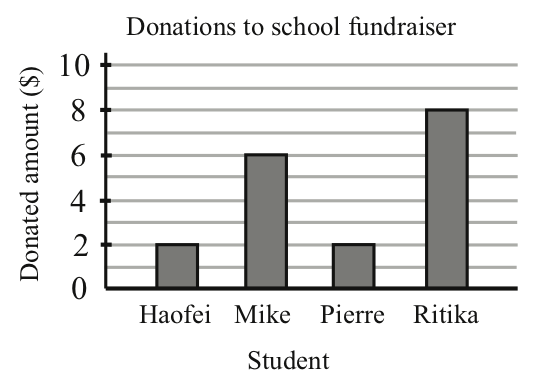 Donations to school fundraiser
Donated amount ($)
10
8
6
4
2
0
Haofei Mike Pierre Ritika
Student